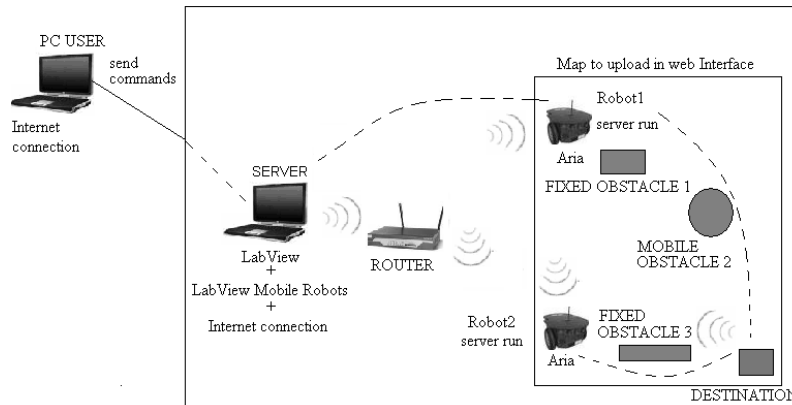 PC USER
send
commands
Internet
connection
SERVER
LabView
+
LabView Mobile Robots
+
Internet connection
ROUTER
Map to upload in web Interface
Robot1
server run
Aria
FIXED OBSTACLE 1
MOBILE
OBSTACLE 2
Robot2
server run
Aria
FIXED
OBSTACLE 3
DESTINATION